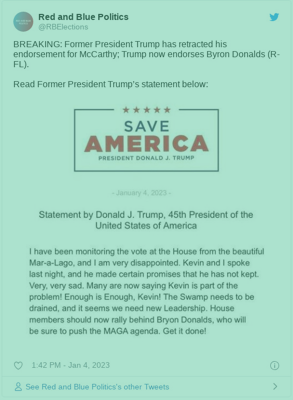 Red and Blue Politics
@RBElections
BREAKING: Former President Trump has retracted his
endorsement for McCarthy; Trump now endorses Byron Donalds (R-
FL).
Read Former President Trump's statement below:
★★★★★
SAVE
AMERICA
PRESIDENT DONALD J. TRUMP
- January 4, 2023 -
Statement by Donald J. Trump, 45th President of the
United States of America
I have been monitoring the vote at the House from the beautiful
Mar-a-Lago, and I am very disappointed. Kevin and I spoke
last night, and he made certain promises that he has not kept.
Very, very sad. Many are now saying Kevin is part of the
problem! Enough is Enough, Kevin! The Swamp needs to be
drained, and it seems we need new Leadership. House
members should now rally behind Bryon Donalds, who will
be sure to push the MAGA agenda. Get it done!
1:42 PM - Jan 4, 2023
See Red and Blue Politics's other Tweets